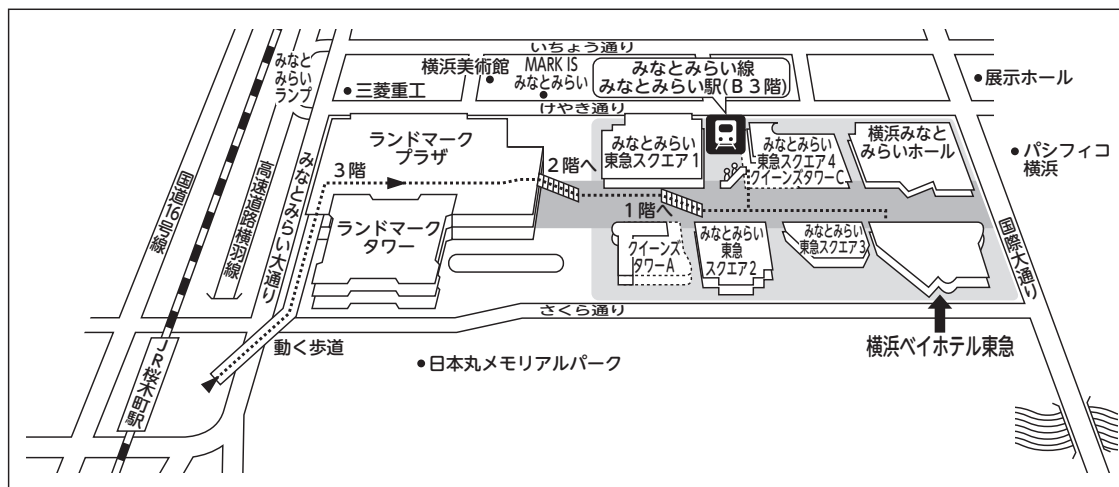 いちょう通り
みなと
みらい
ランプ
横浜美術館
MARK IS
みなとみらい
みなとみらい線
みなとみらい駅(B3階)
展示ホール
三菱重工
けやき通り
ランドマーク
プラザ
みなとみらい
東急スクエア1
みなとみらい
東急スクエア4
クイーンズタワーC
横浜みなと
みらいホール
パシフィコ
横浜
国道16号線
高速道路横羽線
みなとみらい大通り
3階
2階へ
1階へ
ランドマーク
タワー
クイーンズ
タワーA
みなとみらい
東急
スクエア2
みなとみらい
東急スクエア3
国際大通り
さくら通り
動く歩道
横浜ベイホテル東急
JR桜木町駅
日本丸メモリアルパーク